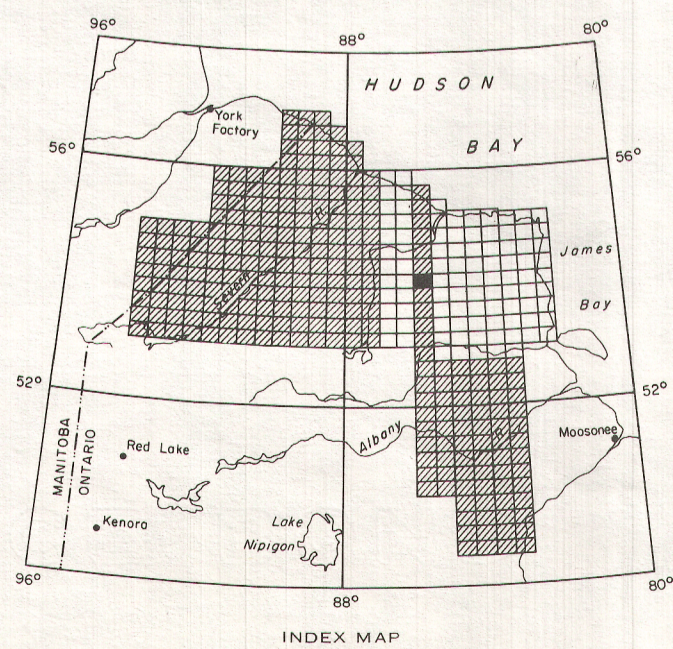 96°
88°
80°
HUDSON
BAY
York
Factory
56°
56°
James
Bay
Severn R.
52°
52°
MANITOBA
ONTARIO
Red Lake
Albany R.
Moosonee
Kenora
Lake
Nipigon
96°
88°
80°
INDEX MAP